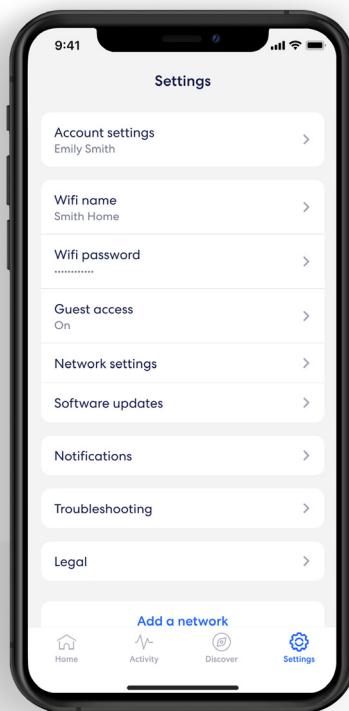 9:41
Settings
Account settings
Emily Smith
Wifi name
Smith Home
Wifi password
············
Guest access
On
Network settings
Software updates
Notifications
Troubleshooting
Legal
Add a network
Home Activity Discover Settings